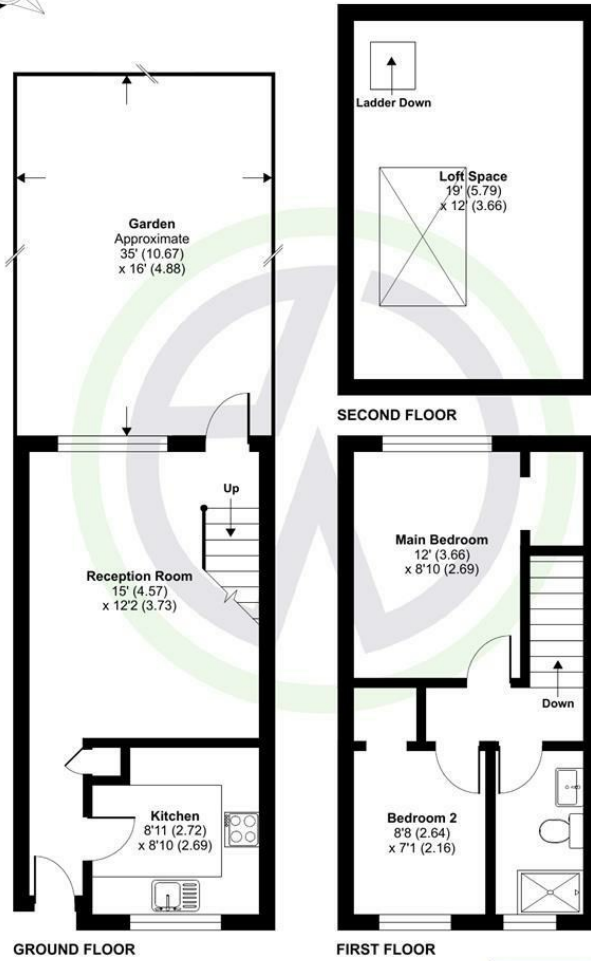 Garden
Approximate
35' (10.67)
x 16' (4.88)
Up
Reception Room
15' (4.57)
x 12'2 (3.73)
Kitchen
8'11 (2.72)
x 8'10 (2.69)
GROUND FLOOR
Ladder Down
Loft Space
19' (5.79)
x 12' (3.66)
SECOND FLOOR
Main Bedroom
12' (3.66)
x 8'10 (2.69)
Down
Bedroom 2
8'8 (2.64)
x 7'1 (2.16)
FIRST FLOOR